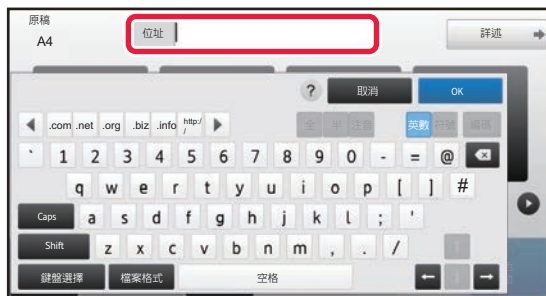 原稿
A4
位址
詳述
? 取消 OK
.com .net .org .biz .info http:// 全 半 注音 英數 符號 編碼
` 1 2 3 4 5 6 7 8 9 0 - = @
q w e r t y u i o p [ ] #
Caps a s d f g h j k l ; '
Shift z x c v b n m , . /
鍵盤選擇 檔案格式 空格